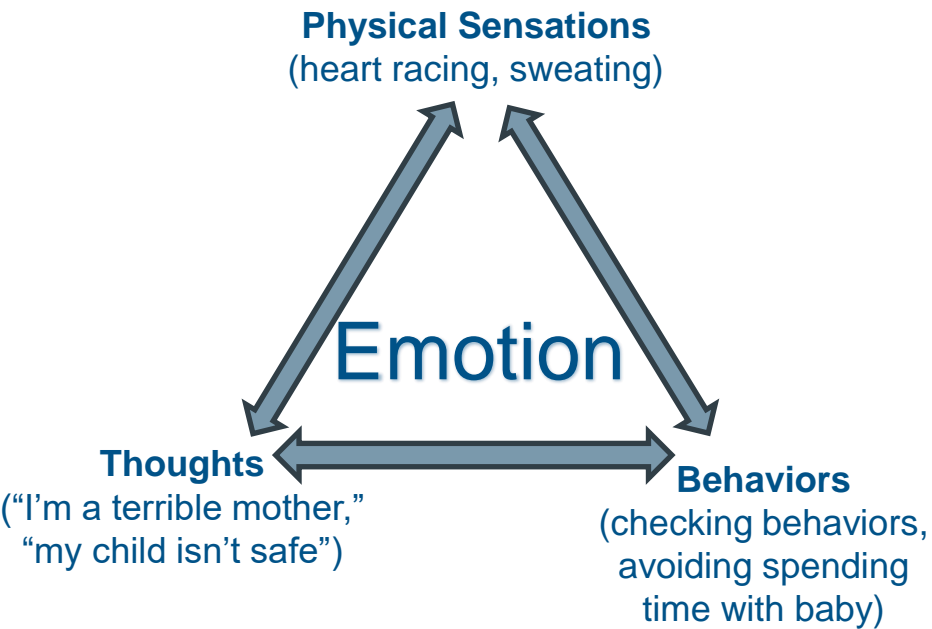 Physical Sensations
(heart racing, sweating)
Emotion
Thoughts
(“I’m a terrible mother,”
“my child isn’t safe”)
Behaviors
(checking behaviors,
avoiding spending
time with baby)